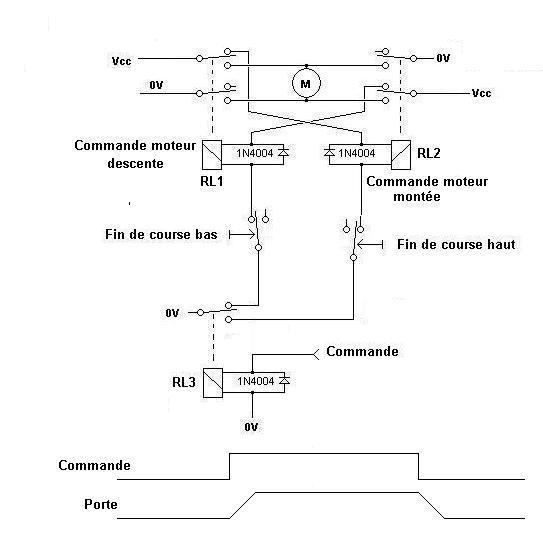 Vcc
0V
0V
M
Vcc
Commande moteur
descente
1N4004
1N4004
RL2
RL1
Commande moteur
montée
Fin de course bas
Fin de course haut
0V
Commande
RL3
1N4004
0V
Commande
Porte